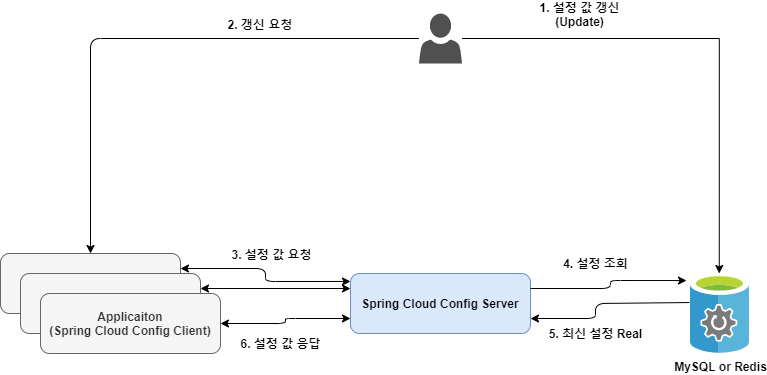 1. 설정 값 갱신
(Update)
2. 갱신 요청
3. 설정 값 요청
4. 설정 조회
Applicaiton
(Spring Cloud Config Client)
Spring Cloud Config Server
5. 최신 설정 Real
6. 설정 값 응답
MySQL or Redis